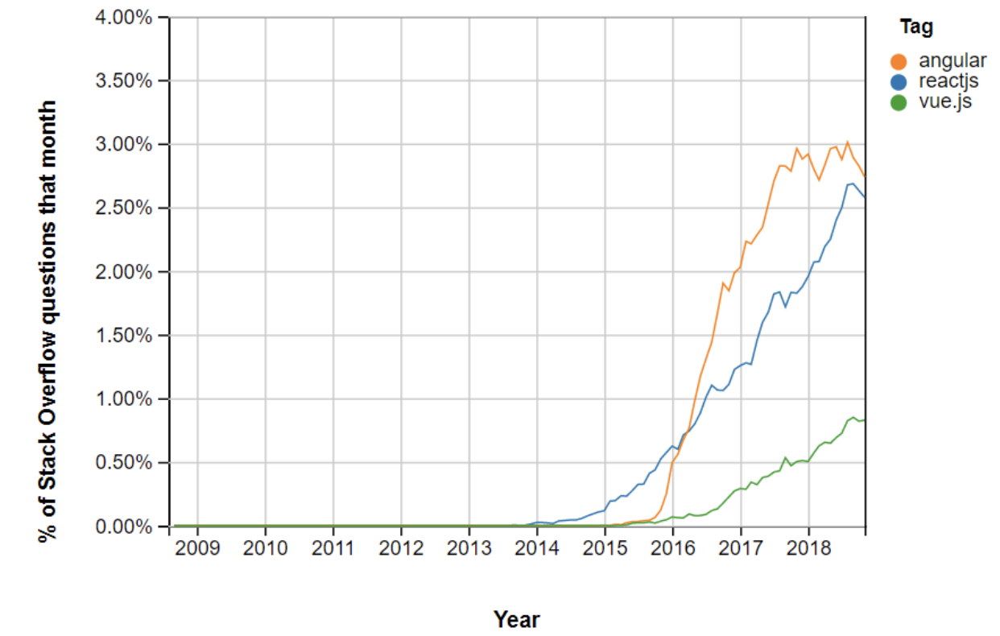 % of Stack Overflow questions that month
4.00%
3.50%
3.00%
2.50%
2.00%
1.50%
1.00%
0.50%
0.00%
2009 2010 2011 2012 2013 2014 2015 2016 2017 2018
Year
Tag
angular
reactjs
vue.js